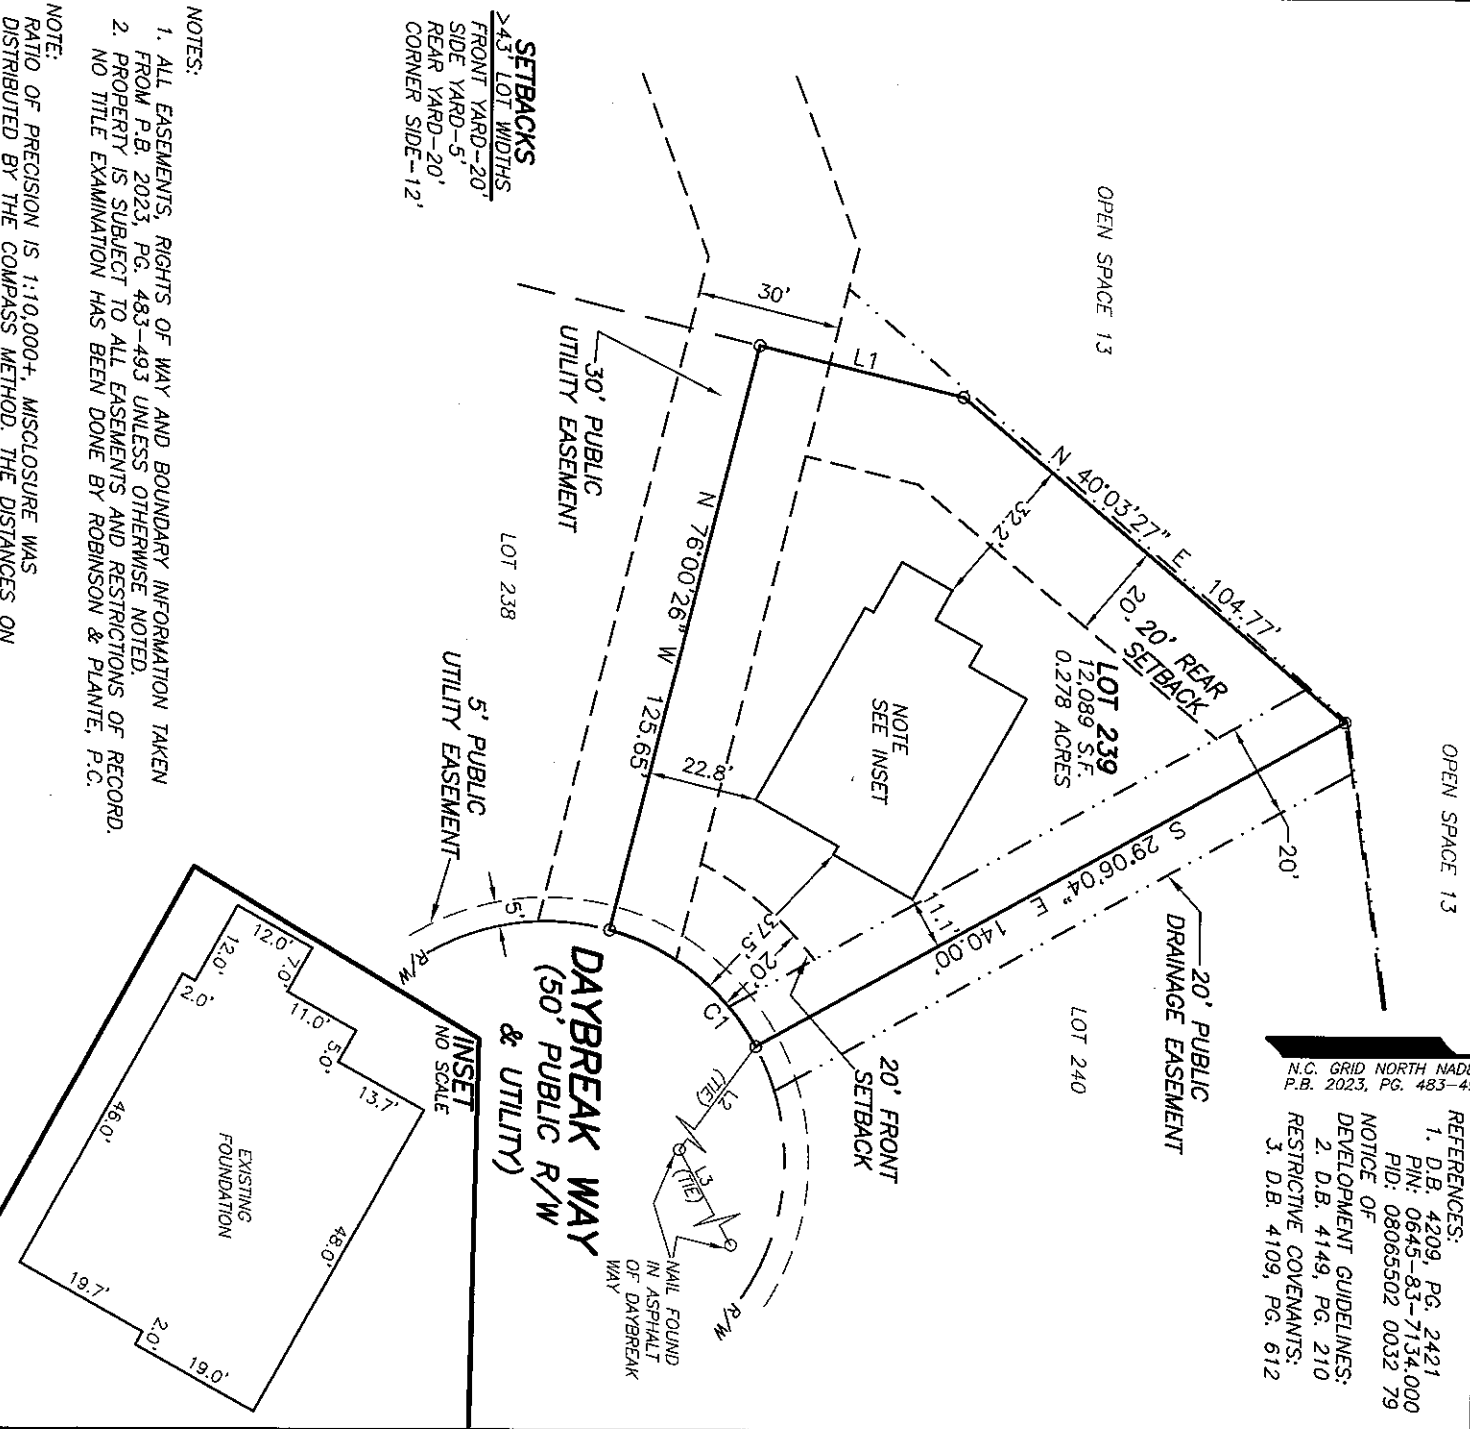 OPEN SPACE 13
OPEN SPACE 13
N.C. GRID NORTH
P.B. 2023, PG.
REFERENCES:
1. D.B. 4209, PG. 2421
PIN: 0645-83-7134.000
PID: 08065502 0032 79
NOTICE OF
DEVELOPMENT GUIDELINES:
2. D.B. 4149, PG. 210
RESTRICTIVE COVENANTS:
3. D.B. 4109, PG. 612
SETBACKS
>43' LOT WIDTHS
FRONT YARD-20'
SIDE YARD-5'
REAR YARD-20'
CORNER SIDE-12'
30'
L1
N 40°03'27" E 104.77'
32.2'
20.
20' REAR
SETBACK
LOT 239
12,089 S.F.
0.278 ACRES
20'
20' PUBLIC
DRAINAGE EASEMENT
S 29°06'04" E 140.00'
LOT 240
NOTE
SEE INSET
11.1'
37.5'
20'
20' FRONT
SETBACK
22.8'
N 76°00'26" W 125.65'
30' PUBLIC
UTILITY EASEMENT
LOT 238
5' PUBLIC
UTILITY EASEMENT
5'
R/W
C1
L2
(TIE)
L3
(TIE)
R/W
NAIL FOUND
IN ASPHALT
OF DAYBREAK
WAY
DAYBREAK WAY
(50' PUBLIC R/W
& UTILITY)
INSET
NO SCALE
12.0'
7.0'
11.0'
5.0'
13.7'
12.0'
2.0'
46.0'
EXISTING
FOUNDATION
48.0'
19.7'
2.0'
19.0'
NOTES:
1. ALL EASEMENTS, RIGHTS OF WAY AND BOUNDARY INFORMATION TAKEN
FROM P.B. 2023, PG. 483-493 UNLESS OTHERWISE NOTED.
2. PROPERTY IS SUBJECT TO ALL EASEMENTS AND RESTRICTIONS OF RECORD.
NO TITLE EXAMINATION HAS BEEN DONE BY ROBINSON & PLANTE, P.C.
NOTE:
RATIO OF PRECISION IS 1:10,000+, MISCLOSURE WAS
DISTRIBUTED BY THE COMPASS METHOD. THE DISTANCES ON